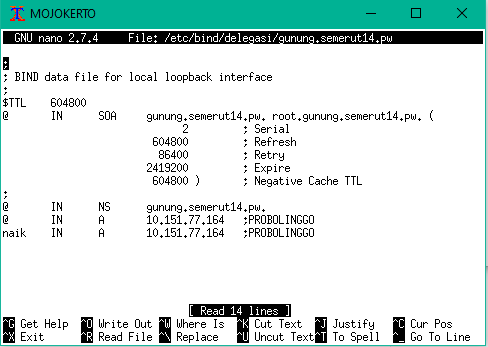 MOJOKERTO
GNU nano 2.7.4 File: /etc/bind/delegasi/gunung.semerut14.pw
;
; BIND data file for local loopback interface
;
$TTL 604800
@ IN SOA gunung.semerut14.pw. root.gunung.semerut14.pw. (
2 ; Serial
604800 ; Refresh
86400 ; Retry
2419200 ; Expire
604800 ) ; Negative Cache TTL
;
@ IN NS gunung.semerut14.pw.
@ IN A 10.151.77.164 ;PROBOLINGGO
naik IN A 10.151.77.164 ;PROBOLINGGO
[ Read 14 lines ]
^G Get Help ^O Write Out ^W Where Is ^K Cut Text ^J Justify ^C Cur Pos
^X Exit ^R Read File ^\ Replace ^U Uncut Text ^T To Spell ^_ Go To Line